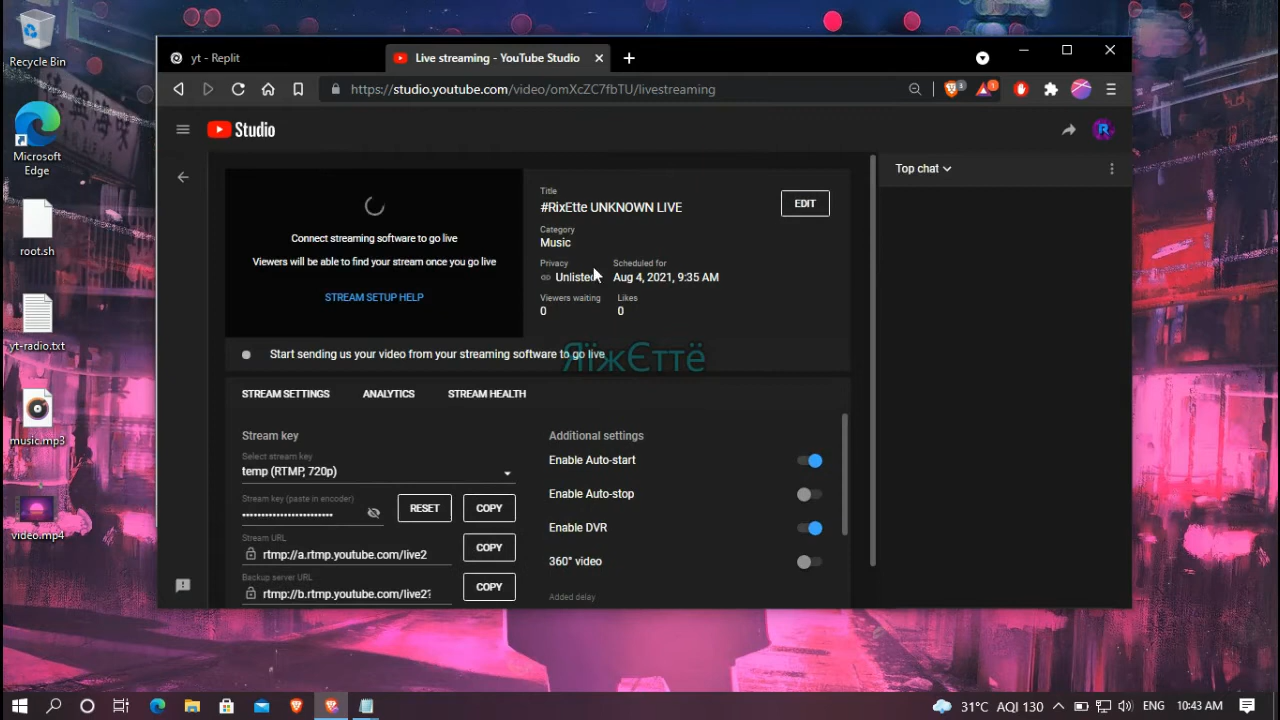 Recycle Bin
Microsoft
Edge
root.sh
yt-radio.txt
music.mp3
video.mp4
yt - Replit
Live streaming - YouTube Studio
https://studio.youtube.com/video/omXcZC7fbTU/livestreaming
Studio
Connect streaming software to go live
Viewers will be able to find your stream once you go live
STREAM SETUP HELP
Title
#RixEtte UNKNOWN LIVE
EDIT
Category
Music
Privacy
Scheduled for
Unlisted
Aug 4, 2021, 9:35 AM
Viewers waiting
Likes
0
0
Top chat
Start sending us your video from your streaming software to go live
ЯїжЄттё
STREAM SETTINGS
ANALYTICS
STREAM HEALTH
Stream key
Select stream key
temp (RTMP, 720p)
Stream key (paste in encoder)
RESET
COPY
Stream URL
rtmp://a.rtmp.youtube.com/live2
COPY
Backup server URL
rtmp://b.rtmp.youtube.com/live2?
COPY
Additional settings
Enable Auto-start
Enable Auto-stop
Enable DVR
360° video
Added delay
31°C AQI 130
ENG
10:43 AM